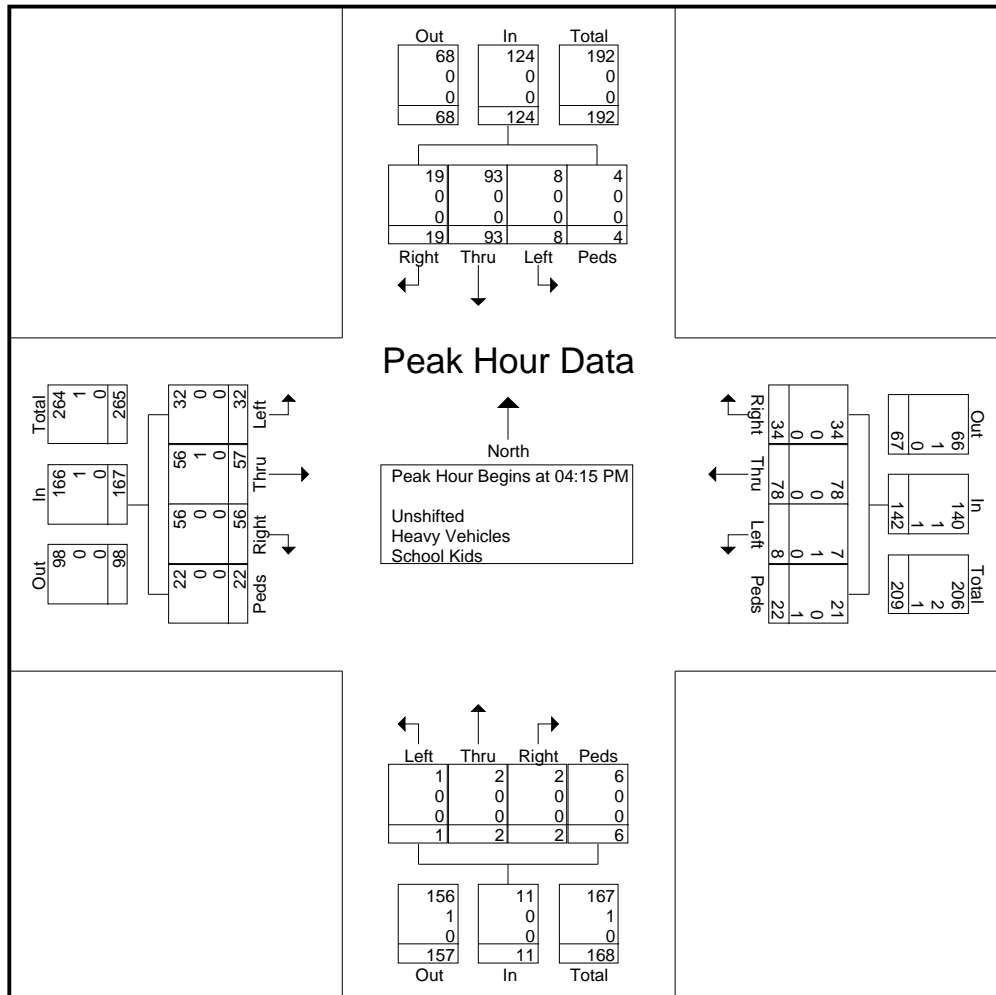 Out In Total
68 124 192
0 0 0
0 0 0
68 124 192
19 93 8 4
0 0 0 0
0 0 0 0
19 93 8 4
Right Thru Left Peds
Peak Hour Data
North
Peak Hour Begins at 04:15 PM
Unshifted
Heavy Vehicles
School Kids
Left
32 0 0 32
Thru
56 1 0 57
Right
56 0 0 56
Peds
22 0 0 22
Total
264 1 0 265
In
166 1 0 167
Out
98 0 0 98
Right
34 0 0 34
Thru
78 0 0 78
Left
7 1 0 8
Peds
21 0 1 22
Out
66 1 0 67
In
140 1 1 142
Total
206 2 1 209
Left Thru Right Peds
1 2 2 6
0 0 0 0
0 0 0 0
1 2 2 6
156 11 167
1 0 1
0 0 0
157 11 168
Out In Total